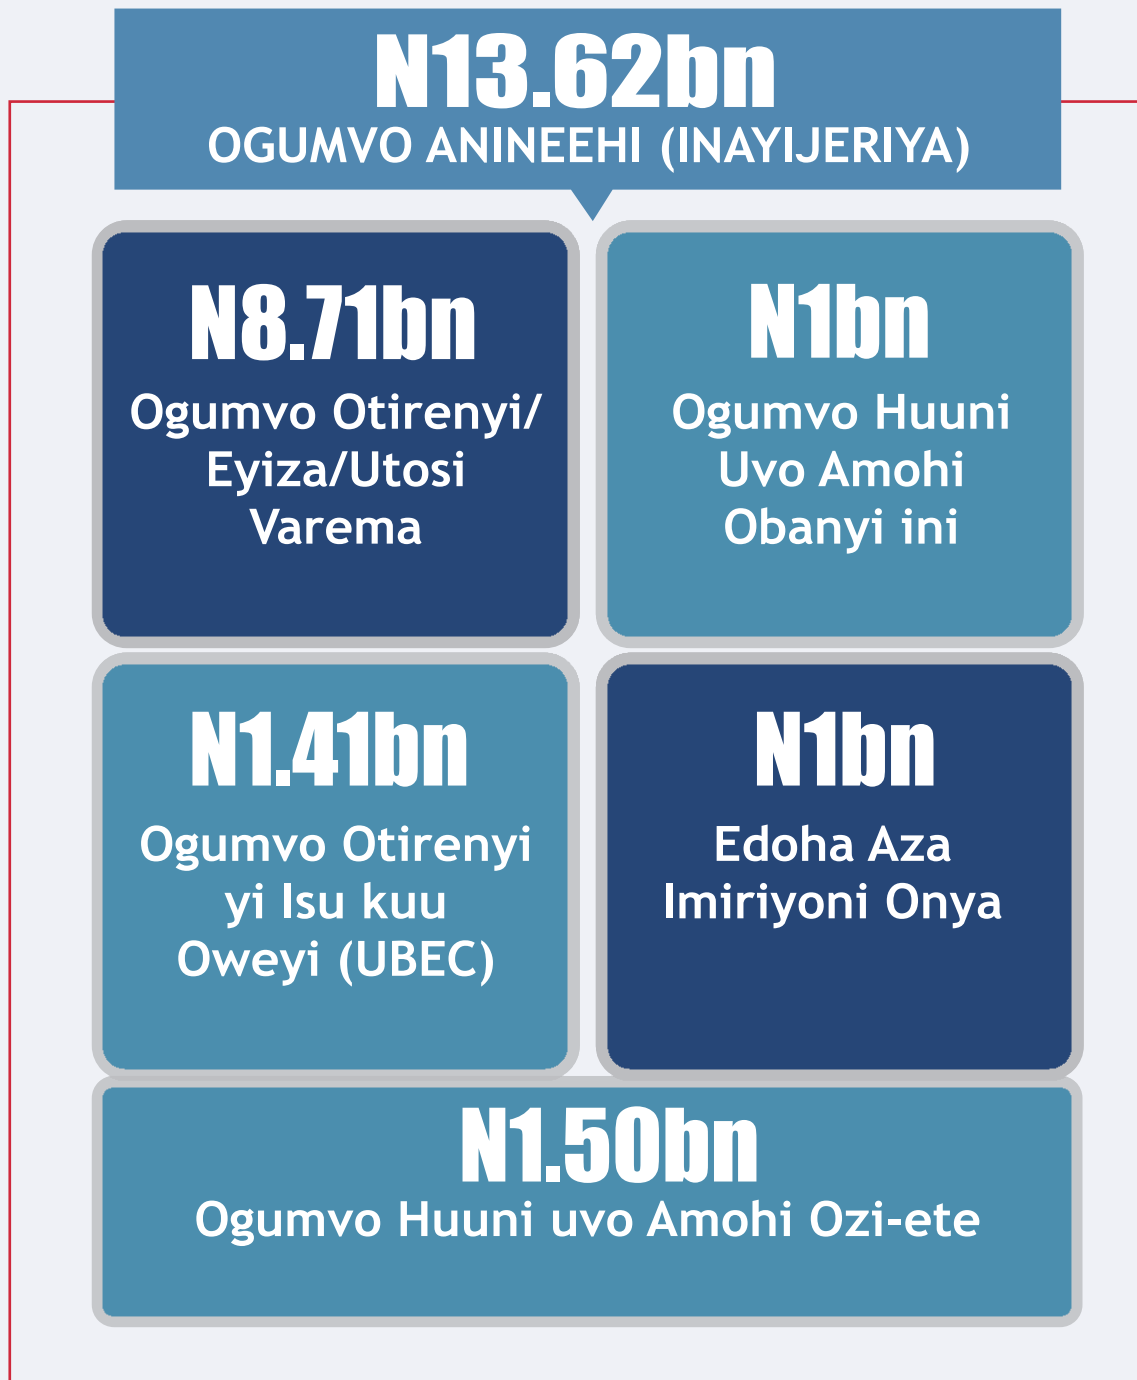 N13.62bn
OGUMVO ANINEEHI (INAYIJERIYA)
N8.71bn
Ogumvo Otirenyi/
Eyiza/Utosi
Varema
N1bn
Ogumvo Huuni
Uvo Amohi
Obanyi ini
N1.41bn
Ogumvo Otirenyi
yi Isu kuu
Oweyi (UBEC)
N1bn
Edoha Aza
Imiriyoni Onya
N1.50bn
Ogumvo Huuni uvo Amohi Ozi-ete